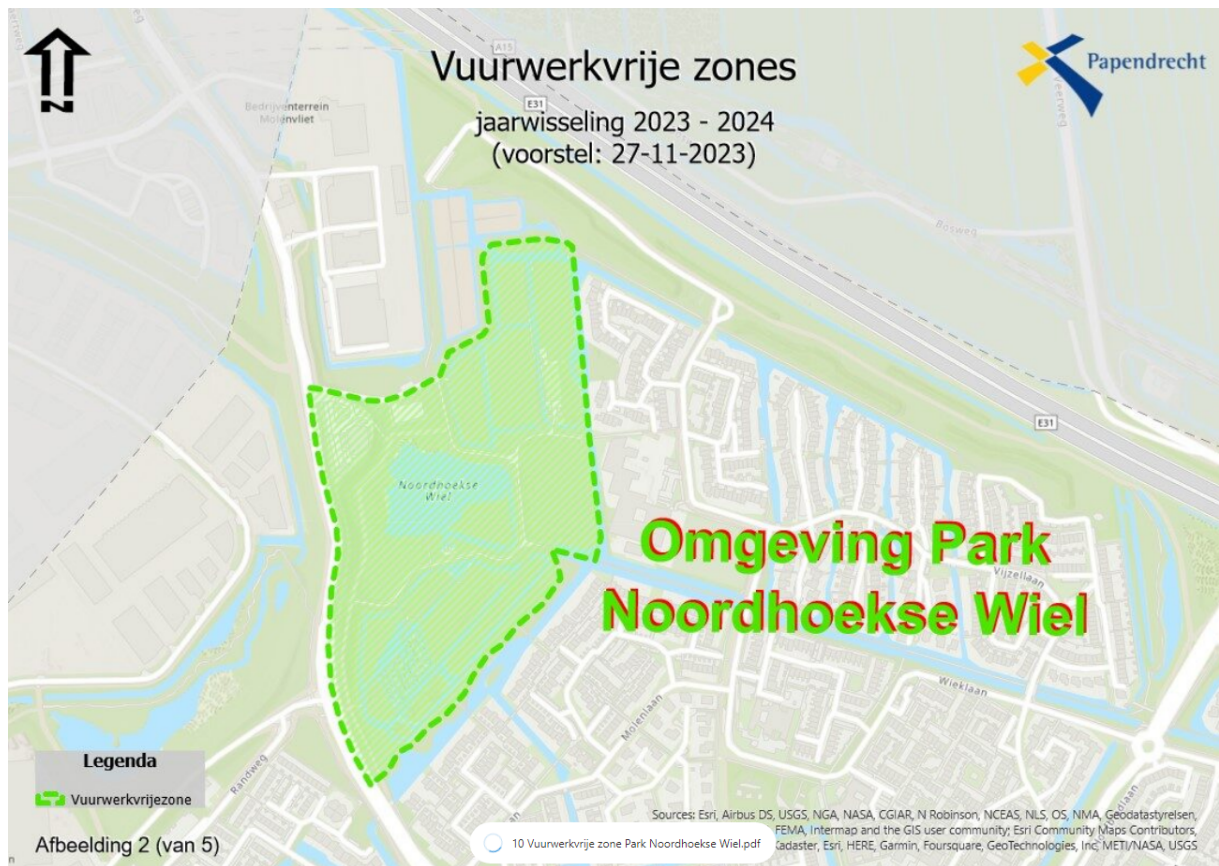 A15
Vuurwerkvrije zones
Papendrecht
E31
jaarwisseling 2023 - 2024
(voorstel: 27-11-2023)
N
Bedrijventerrein
Molenvliet
Veerweg
Bosweg
E31
Noordhoekse
Wiel
Omgeving Park
Noordhoekse Wiel
Vijzellaan
Wieklaan
Molenlaan
Randweg
Legenda
Vuurwerkvrijezone
Afbeelding 2 (van 5)
Sources: Esri, Airbus DS, USGS, NGA, NASA, CGIAR, N Robinson, NCEAS, NLS, OS, NMA, Geodatastyrelsen,
FEMA, Intermap and the GIS user community; Esri Community Maps Contributors,
Kadaster, Esri, HERE, Garmin, Foursquare, GeoTechnologies, Inc, METI/NASA, USGS
10 Vuurwerkvrije zone Park Noordhoekse Wiel.pdf